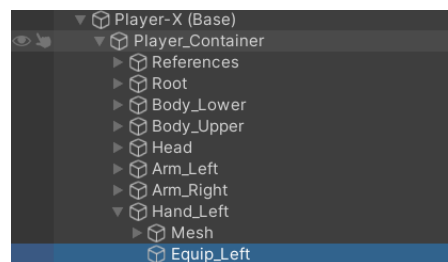 Player-X (Base)
Player_Container
References
Root
Body_Lower
Body_Upper
Head
Arm_Left
Arm_Right
Hand_Left
Mesh
Equip_Left